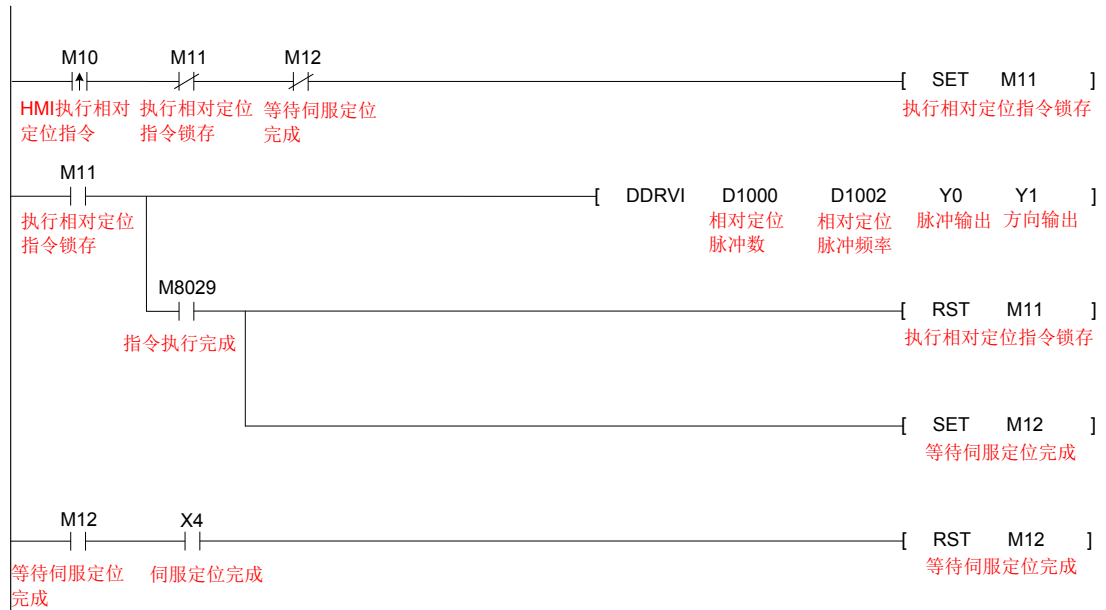 M10 M11 M12
[ SET M11 ]
HMI执行相对 执行相对定位 等待伺服定位 执行相对定位指令锁存
定位指令 指令锁存 完成
M11
[ DDRVI D1000 D1002 Y0 Y1 ]
执行相对定位 相对定位 相对定位 脉冲输出 方向输出
指令锁存 脉冲数 脉冲频率
M8029
[ RST M11 ]
指令执行完成 执行相对定位指令锁存
[ SET M12 ]
等待伺服定位完成
M12 X4
[ RST M12 ]
等待伺服定位 伺服定位完成 等待伺服定位完成
完成